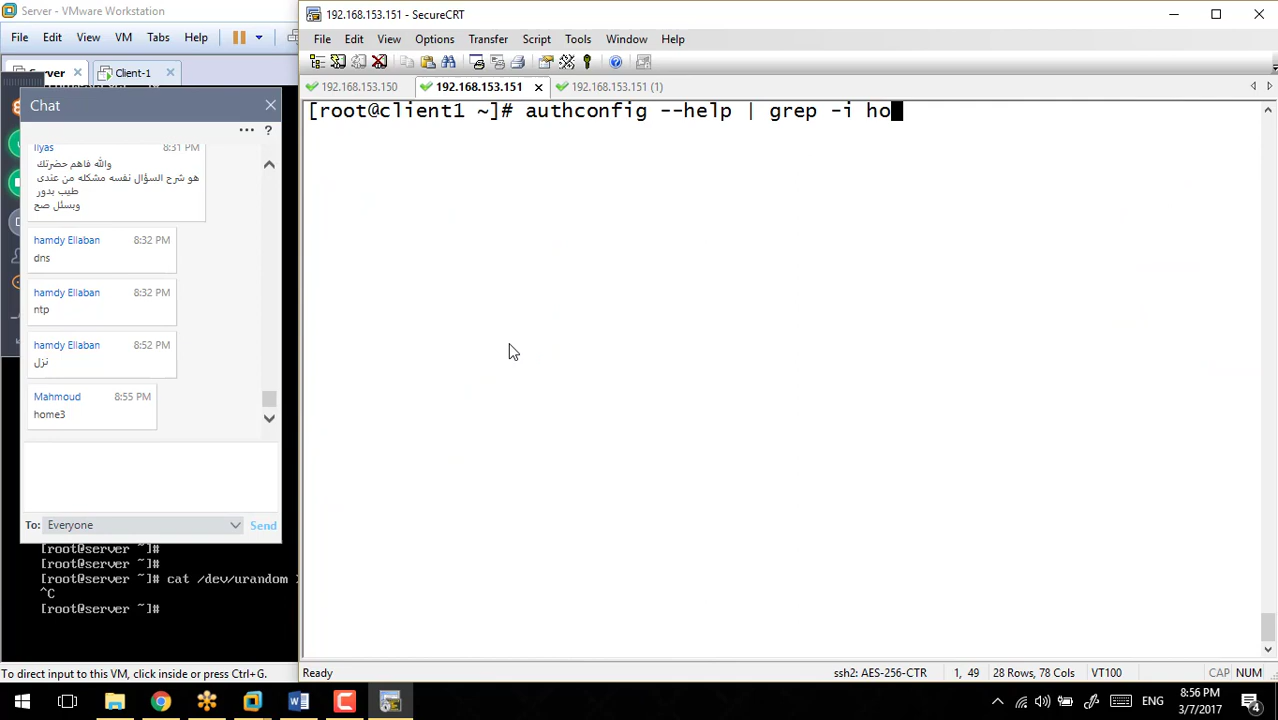 Server - VMware Workstation
File Edit View VM Tabs Help
Server
Client-1
Chat
Ilyas 8:31 PM
والله فاهم حضرتك
هو شرح السؤال نفسه مشكله من عندى
طيب بدور
وبسئل صح
hamdy Ellaban 8:32 PM
dns
hamdy Ellaban 8:32 PM
ntp
hamdy Ellaban 8:52 PM
نزل
Mahmoud 8:55 PM
home3
To: Everyone Send
[root@server ~]#
[root@server ~]#
[root@server ~]# cat /dev/urandom
^C
[root@server ~]#
To direct input to this VM, click inside or press Ctrl+G.
192.168.153.151 - SecureCRT
File Edit View Options Transfer Script Tools Window Help
192.168.153.150
192.168.153.151
192.168.153.151 (1)
[root@client1 ~]# authconfig --help | grep -i ho
Ready
ssh2: AES-256-CTR
1, 49
28 Rows, 78 Cols
VT100
CAP NUM
ENG
8:56 PM
3/7/2017
4